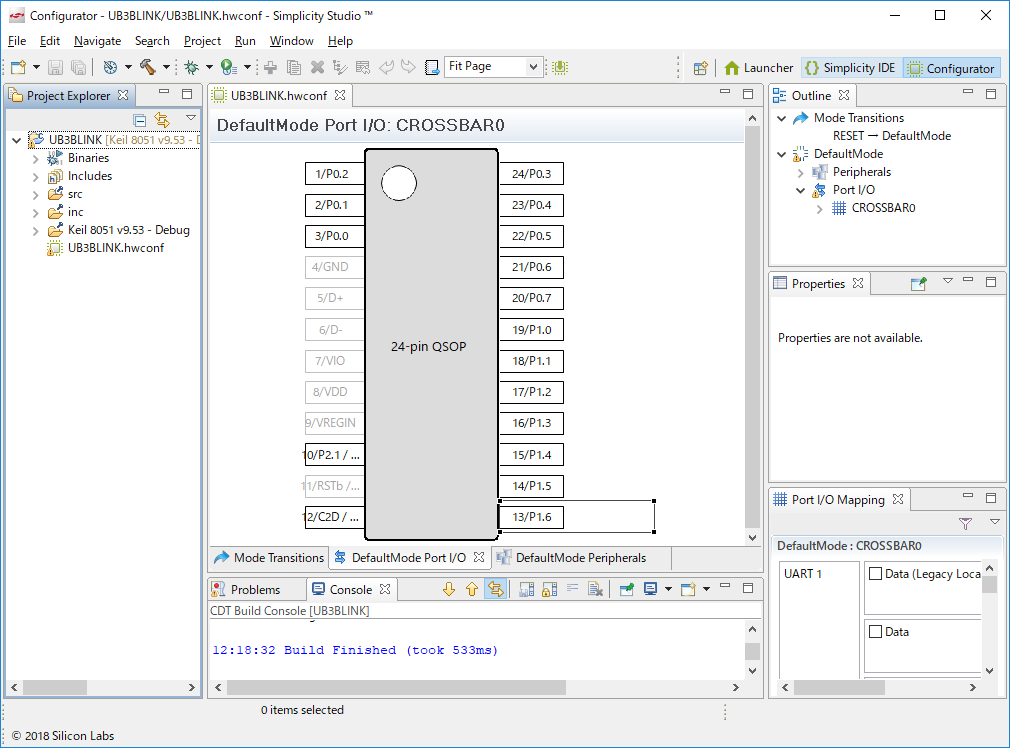 Configurator - UB3BLINK/UB3BLINK.hwconf - Simplicity Studio ™
File Edit Navigate Search Project Run Window Help
Fit Page
Launcher
Simplicity IDE
Configurator
Project Explorer
UB3BLINK [Keil 8051 v9.53 - D
Binaries
Includes
src
inc
Keil 8051 v9.53 - Debug
UB3BLINK.hwconf
UB3BLINK.hwconf
DefaultMode Port I/O: CROSSBAR0
1/P0.2
2/P0.1
3/P0.0
4/GND
5/D+
6/D-
7/VIO
8/VDD
9/VREGIN
10/P2.1 / ...
11/RSTb /...
12/C2D / ...
24-pin QSOP
24/P0.3
23/P0.4
22/P0.5
21/P0.6
20/P0.7
19/P1.0
18/P1.1
17/P1.2
16/P1.3
15/P1.4
14/P1.5
13/P1.6
Mode Transitions
DefaultMode Port I/O
DefaultMode Peripherals
Problems
Console
CDT Build Console [UB3BLINK]
12:18:32 Build Finished (took 533ms)
Outline
Mode Transitions
RESET → DefaultMode
DefaultMode
Peripherals
Port I/O
CROSSBAR0
Properties
Properties are not available.
Port I/O Mapping
DefaultMode : CROSSBAR0
UART 1
Data (Legacy Loca
Data
0 items selected
© 2018 Silicon Labs